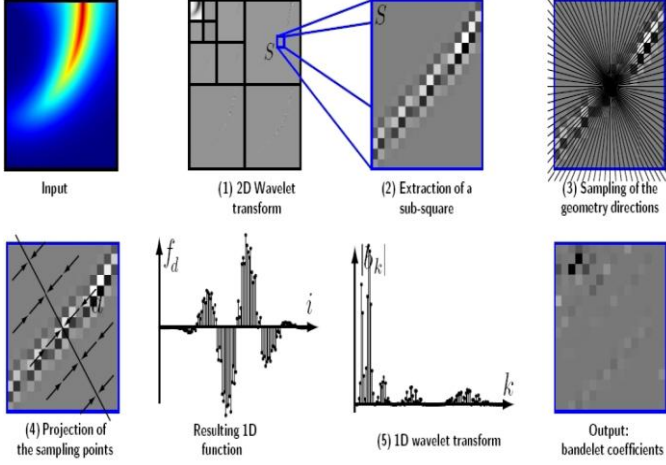 S
S
Input
(1) 2D Wavelet
transform
(2) Extraction of a
sub-square
(3) Sampling of the
geometry directions
d
f_d
i
|b_k|
k
(4) Projection of
the sampling points
Resulting 1D
function
(5) 1D wavelet transform
Output:
bandelet coefficients